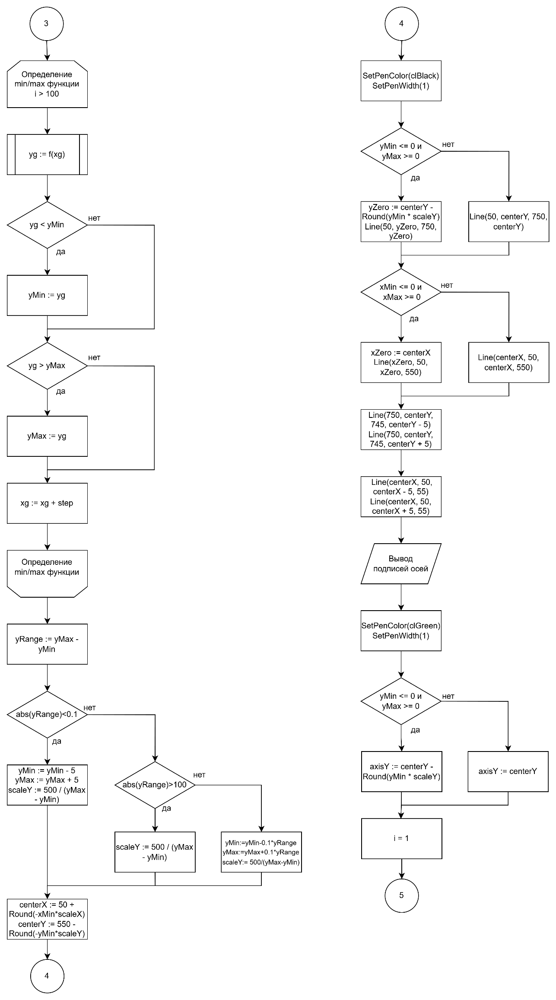 3
Определение
min/max функции
i > 100
yg := f(xg)
yg < yMin
нет
да
yMin := yg
yg > yMax
нет
да
yMax := yg
xg := xg + step
Определение
min/max функции
yRange := yMax -
yMin
abs(yRange)<0.1
нет
да
yMin := yMin - 5
yMax := yMax + 5
scaleY := 500 / (yMax
- yMin)
abs(yRange)>100
нет
да
scaleY := 500 / (yMax
- yMin)
yMin:=yMin-0.1*yRange
yMax:=yMax+0.1*yRange
scaleY:= 500/(yMax-yMin)
centerX := 50 +
Round(-xMin*scaleX)
centerY := 550 -
Round(-yMin*scaleY)
4
4
SetPenColor(clBlack)
SetPenWidth(1)
yMin <= 0 и
yMax >= 0
нет
да
yZero := centerY -
Round(yMin * scaleY)
Line(50, yZero, 750,
yZero)
Line(50, centerY, 750,
centerY)
xMin <= 0 и
xMax >= 0
нет
да
xZero := centerX
Line(xZero, 50,
xZero, 550)
Line(centerX, 50,
centerX, 550)
Line(750, centerY,
745, centerY - 5)
Line(750, centerY,
745, centerY + 5)
Line(centerX, 50,
centerX - 5, 55)
Line(centerX, 50,
centerX + 5, 55)
Вывод
подписей осей
SetPenColor(clGreen)
SetPenWidth(1)
yMin <= 0 и
yMax >= 0
нет
да
axisY := centerY -
Round(yMin * scaleY)
axisY := centerY
i = 1
5